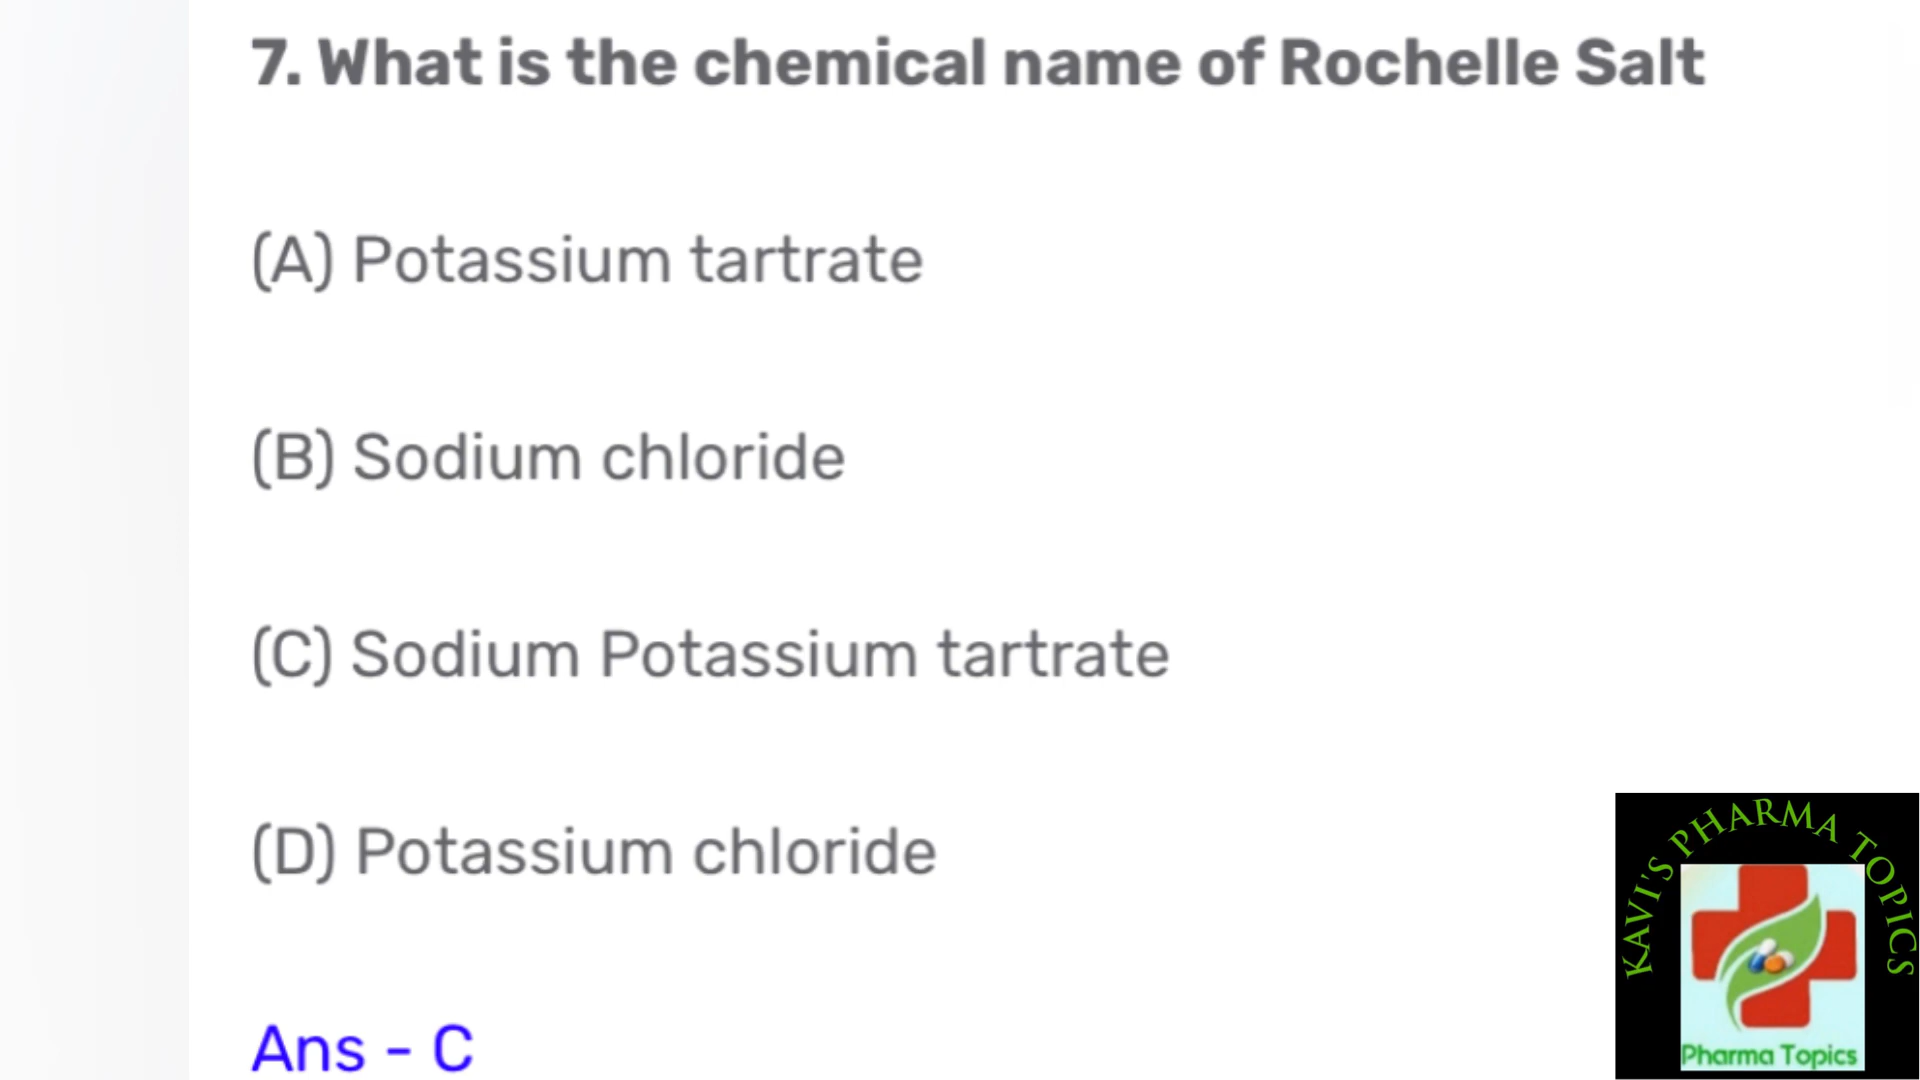 7. What is the chemical name of Rochelle Salt
(A) Potassium tartrate
(B) Sodium chloride
(C) Sodium Potassium tartrate
(D) Potassium chloride
Ans - C
KAVI'S PHARMA TOPICS
Pharma Topics